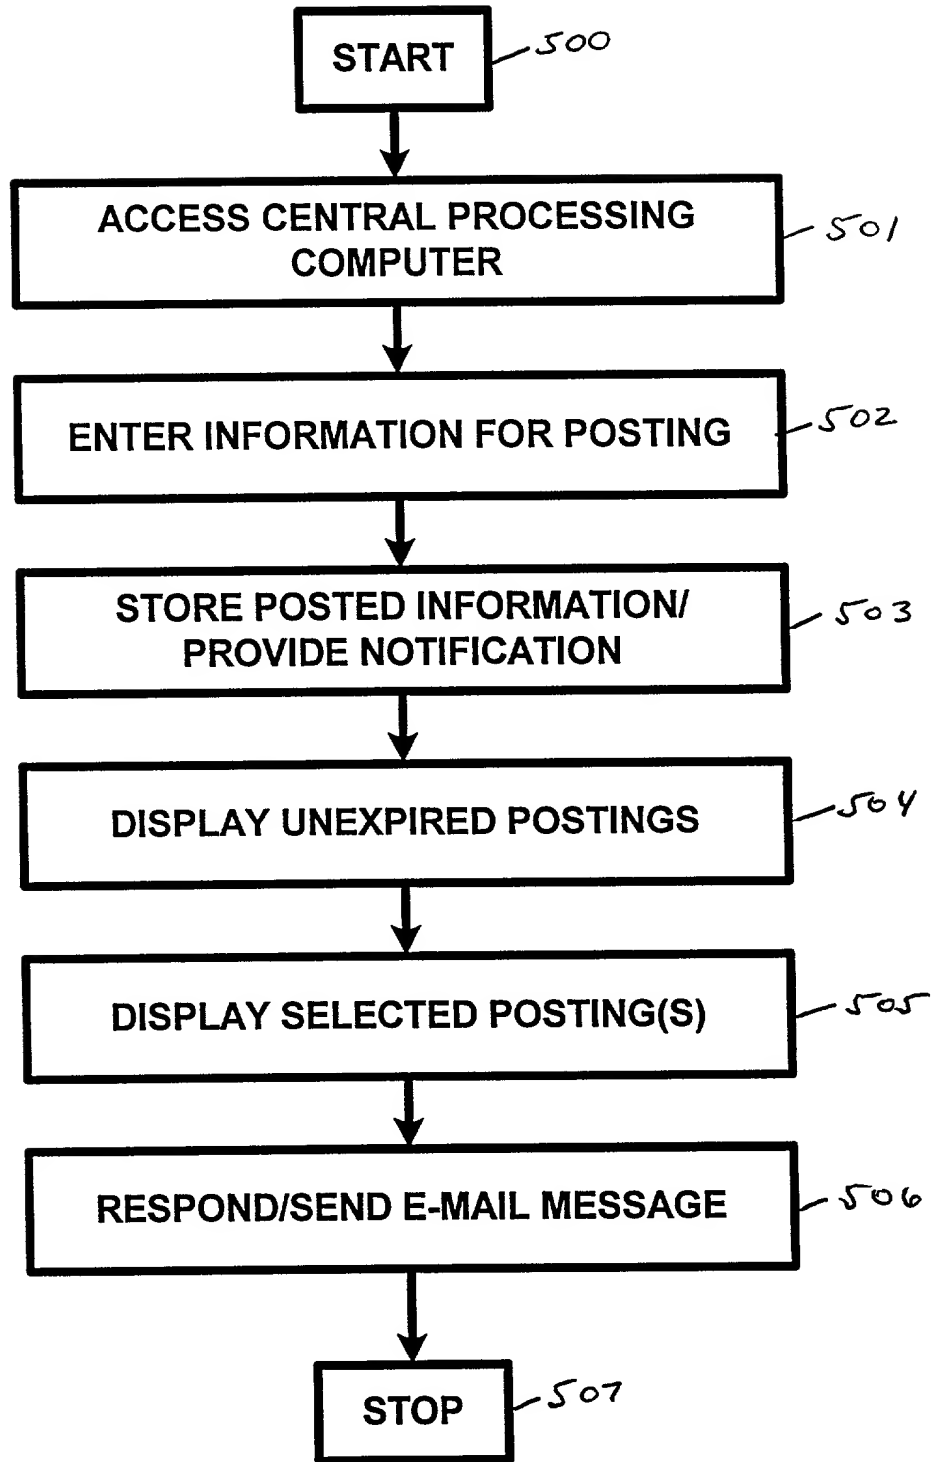 START
500
ACCESS CENTRAL PROCESSING
COMPUTER
501
ENTER INFORMATION FOR POSTING
502
STORE POSTED INFORMATION/
PROVIDE NOTIFICATION
503
DISPLAY UNEXPIRED POSTINGS
504
DISPLAY SELECTED POSTING(S)
505
RESPOND/SEND E-MAIL MESSAGE
506
STOP
507